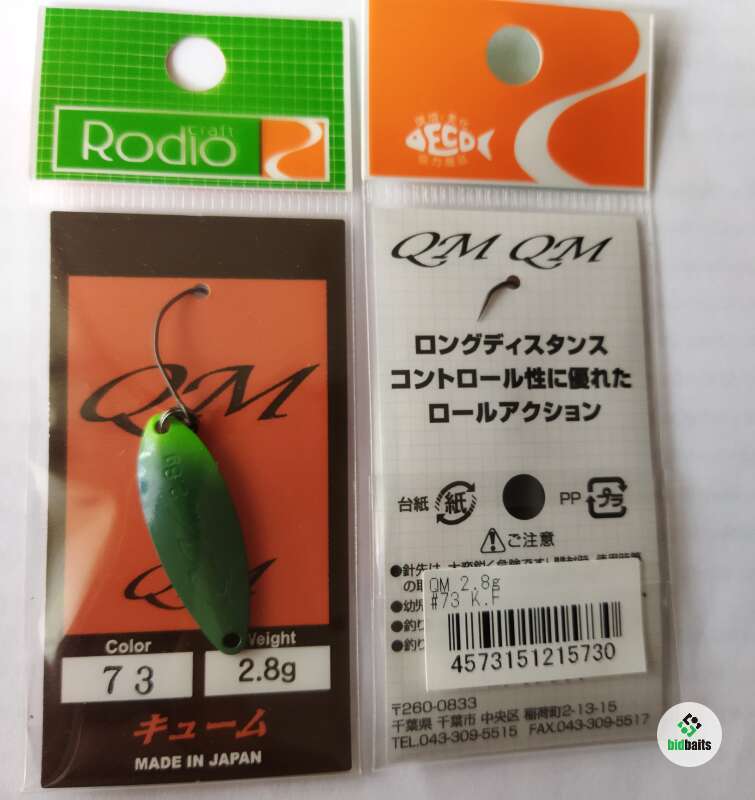 Rodio
craft
QM
QM
Color
73
Weight
2.8g
キューム
MADE IN JAPAN
ECO
QM QM
ロングディスタンス
コントロール性に優れた
ロールアクション
台紙
紙
PP
プラ
ご注意
QM 2.8g
#73 K.F
4573151215730
〒260-0833
千葉県 千葉市 中央区 稲荷町2-13-15
TEL.043-309-5515 FAX.043-309-5517
bidbaits